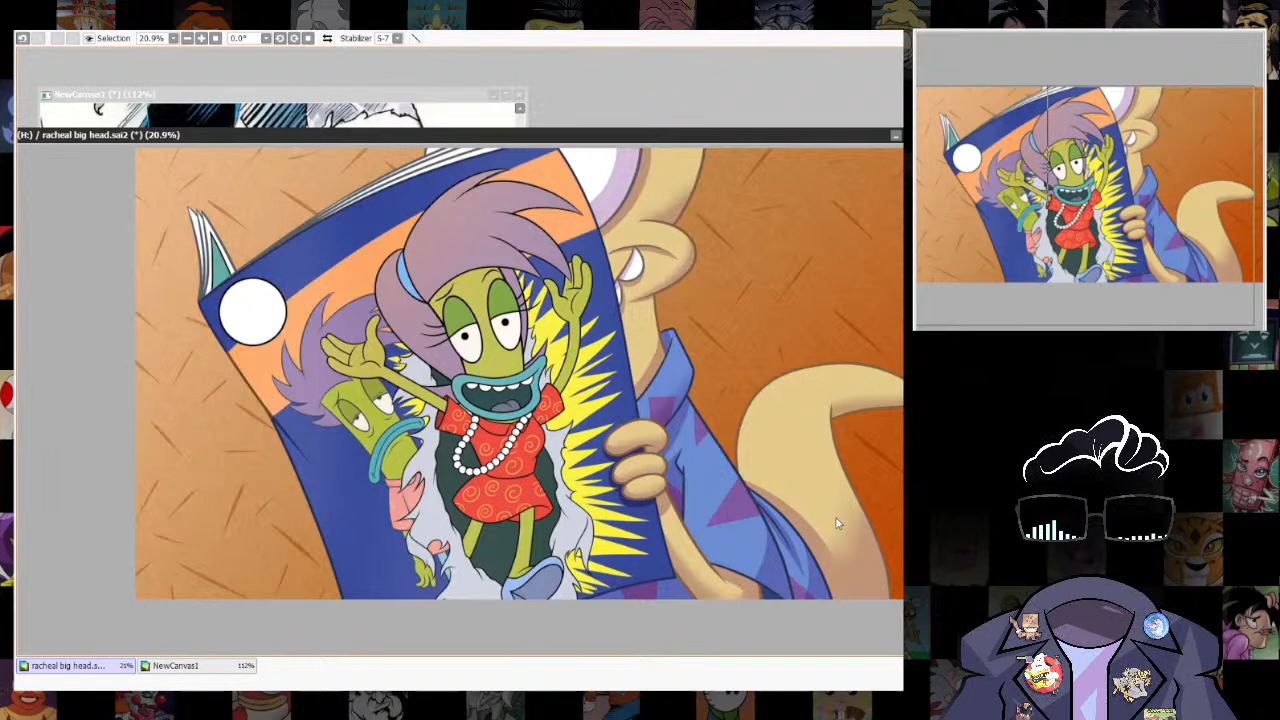 Selection 20.9% 0.0° Stabilizer S-7
NewCanvas1 (*) (112%)
(H:) / racheal big head.sai2 (*) (20.9%)
racheal big head.s... 21% NewCanvas1 112%